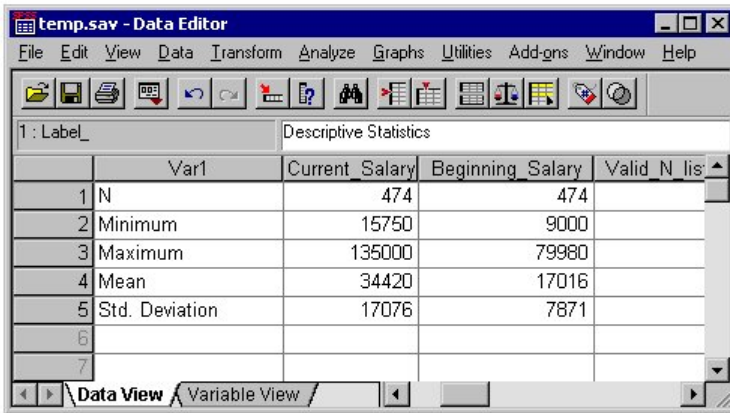 temp.sav - Data Editor
File Edit View Data Transform Analyze Graphs Utilities Add-ons Window Help
1 : Label_ Descriptive Statistics
Var1 Current_Salary Beginning_Salary Valid_N_lis
1 N 474 474
2 Minimum 15750 9000
3 Maximum 135000 79980
4 Mean 34420 17016
5 Std. Deviation 17076 7871
6
7
Data View Variable View